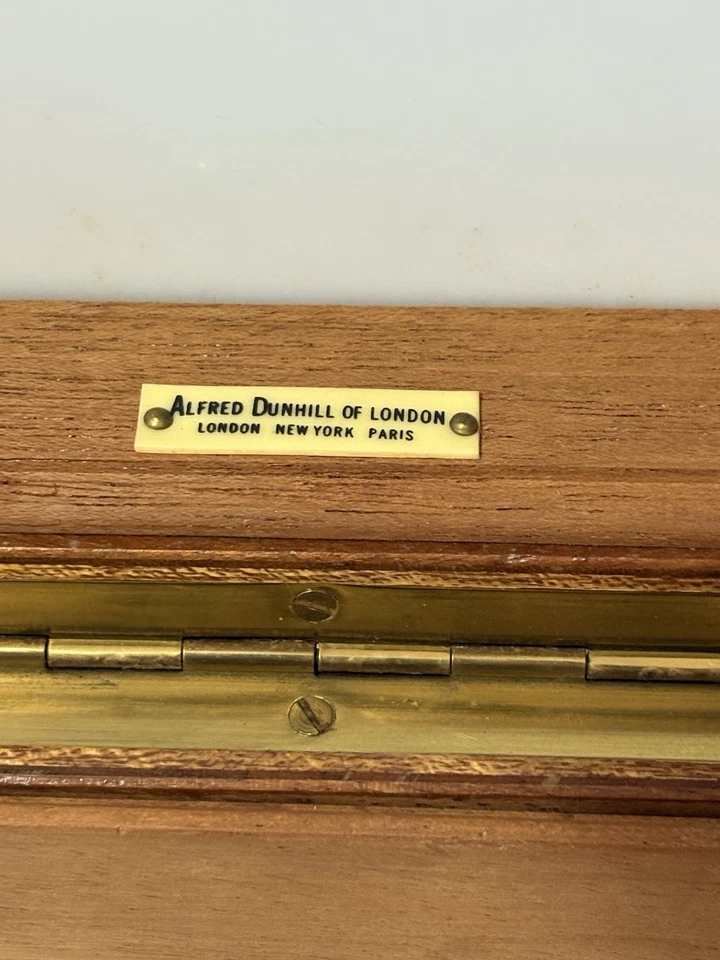 ALFRED DUNHILL OF LONDON
LONDON NEW YORK PARIS